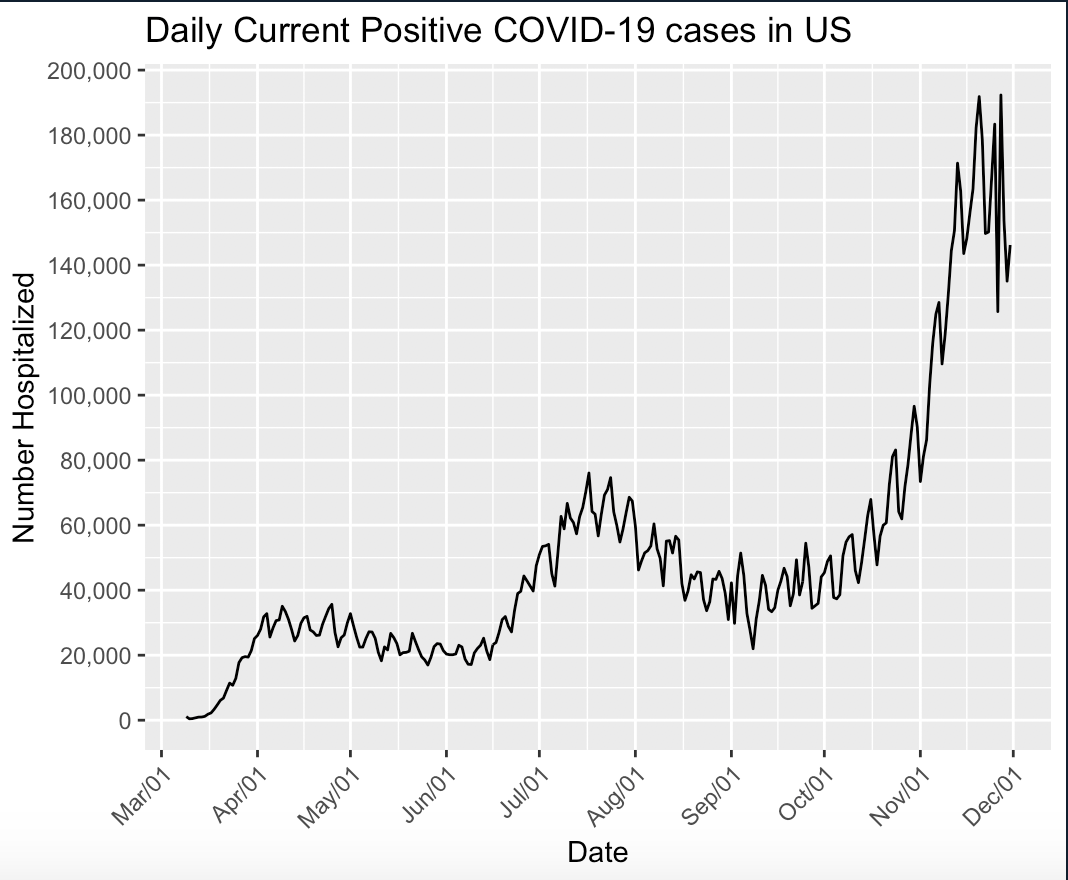 Daily Current Positive COVID-19 cases in US
Number Hospitalized
200,000
180,000
160,000
140,000
120,000
100,000
80,000
60,000
40,000
20,000
0
Mar/01
Apr/01
May/01
Jun/01
Jul/01
Aug/01
Sep/01
Oct/01
Nov/01
Dec/01
Date